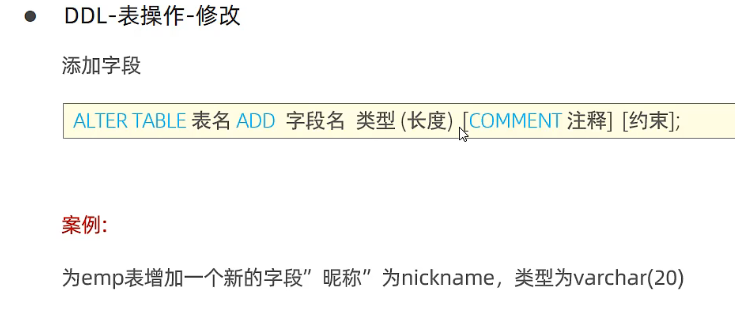 ● DDL-表操作-修改
添加字段
ALTER TABLE 表名 ADD 字段名 类型 (长度) [COMMENT 注释] [约束];
案例:
为emp表增加一个新的字段”昵称”为nickname，类型为varchar(20)